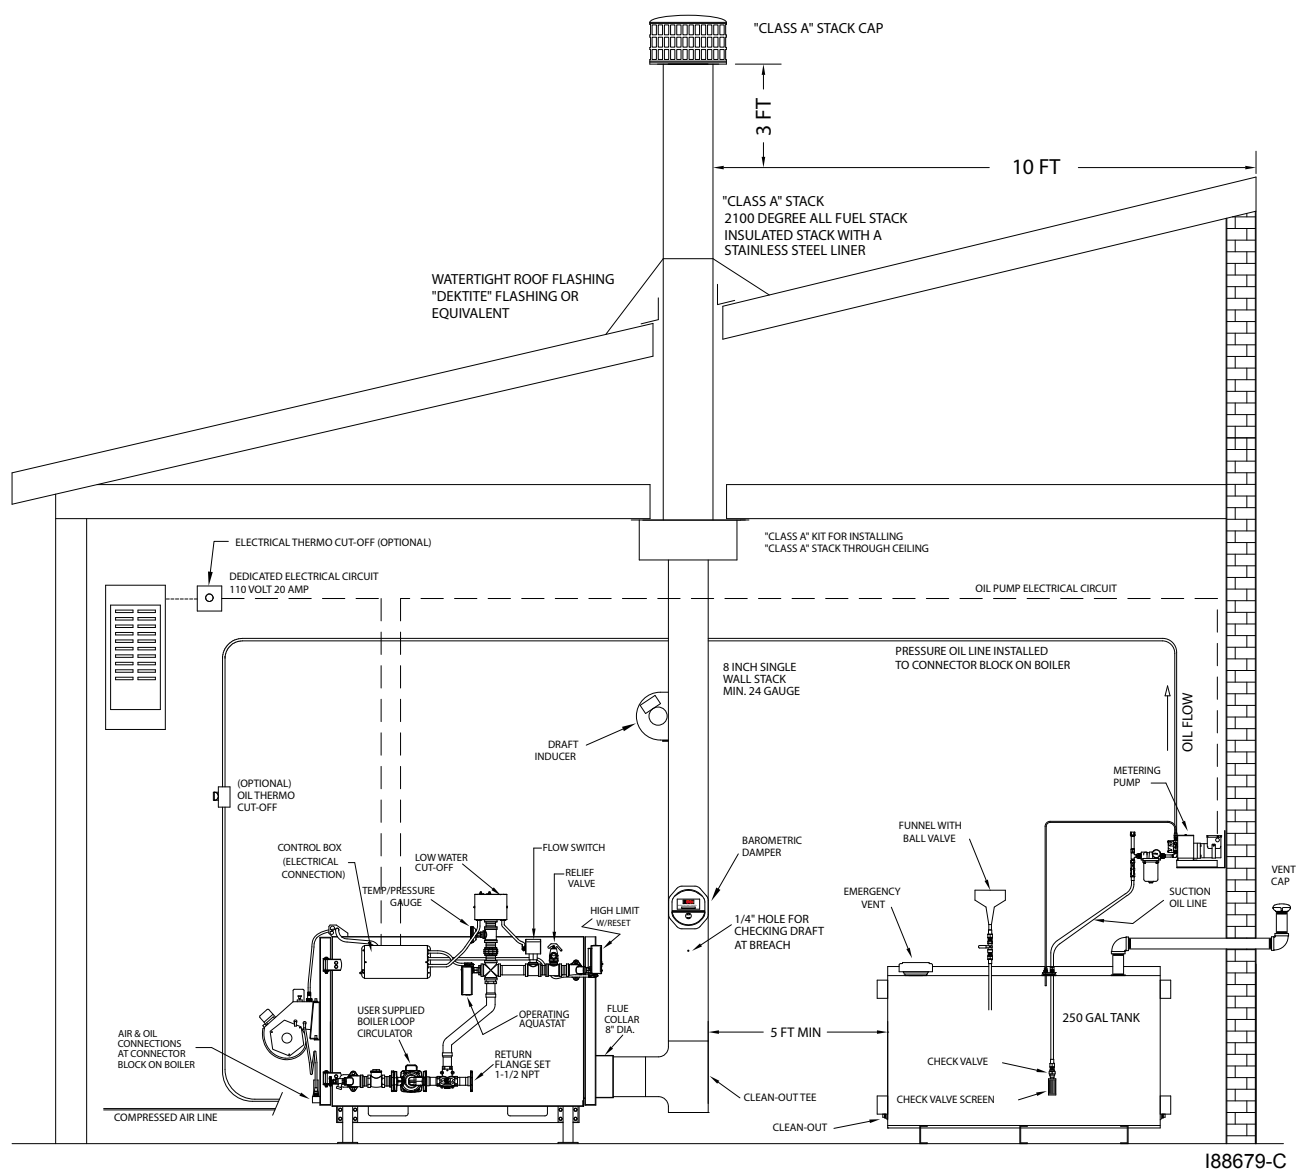 "CLASS A" STACK CAP
3 FT
10 FT
"CLASS A" STACK
2100 DEGREE ALL FUEL STACK
INSULATED STACK WITH A
STAINLESS STEEL LINER
WATERTIGHT ROOF FLASHING
"DEKTITE" FLASHING OR
EQUIVALENT
"CLASS A" KIT FOR INSTALLING
"CLASS A" STACK THROUGH CEILING
ELECTRICAL THERMO CUT-OFF (OPTIONAL)
DEDICATED ELECTRICAL CIRCUIT
110 VOLT 20 AMP
OIL PUMP ELECTRICAL CIRCUIT
PRESSURE OIL LINE INSTALLED
TO CONNECTOR BLOCK ON BOILER
8 INCH SINGLE
WALL STACK
MIN. 24 GAUGE
OIL FLOW
DRAFT
INDUCER
METERING
PUMP
(OPTIONAL)
OIL THERMO
CUT-OFF
CONTROL BOX
(ELECTRICAL
CONNECTION)
LOW WATER
CUT-OFF
FLOW SWITCH
RELIEF
VALVE
TEMP/PRESSURE
GAUGE
HIGH LIMIT
W/RESET
BAROMETRIC
DAMPER
FUNNEL WITH
BALL VALVE
EMERGENCY
VENT
SUCTION
OIL LINE
VENT
CAP
1/4" HOLE FOR
CHECKING DRAFT
AT BREACH
USER SUPPLIED
BOILER LOOP
CIRCULATOR
OPERATING
AQUASTAT
FLUE
COLLAR
8" DIA.
5 FT MIN
250 GAL TANK
AIR & OIL
CONNECTIONS
AT CONNECTOR
BLOCK ON BOILER
RETURN
FLANGE SET
1-1/2 NPT
CHECK VALVE
CLEAN-OUT TEE
CHECK VALVE SCREEN
COMPRESSED AIR LINE
CLEAN-OUT
I88679-C